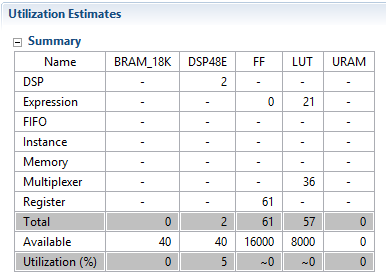 Utilization Estimates
Summary
Name BRAM_18K DSP48E FF LUT URAM
DSP - 2 - - -
Expression - - 0 21 -
FIFO - - - - -
Instance - - - - -
Memory - - - - -
Multiplexer - - - 36 -
Register - - 61 - -
Total 0 2 61 57 0
Available 40 40 16000 8000 0
Utilization (%) 0 5 ~0 ~0 0